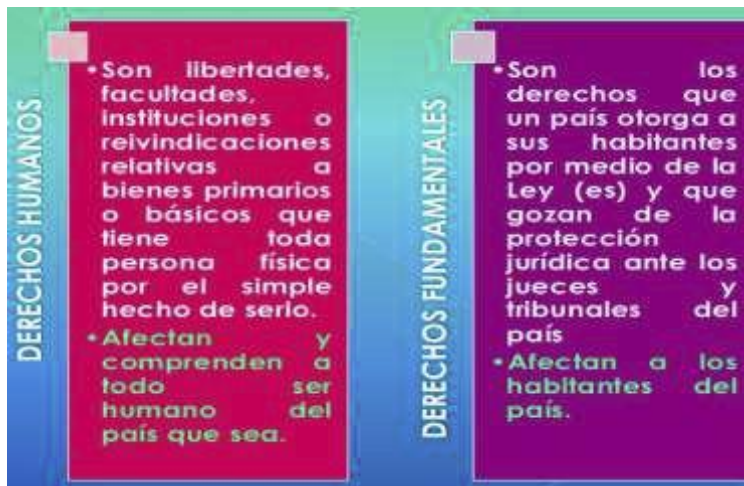 DERECHOS HUMANOS
•Son libertades,
facultades,
instituciones o
reivindicaciones
relativas a
bienes primarios
o básicos que
tiene toda
persona física
por el simple
hecho de serlo.
•Afectan y
comprenden a
todo ser
humano del
país que sea.
DERECHOS FUNDAMENTALES
•Son los
derechos que
un país otorga a
sus habitantes
por medio de la
Ley (es) y que
gozan de la
protección
jurídica ante los
jueces y
tribunales del
país
•Afectan a los
habitantes del
país.